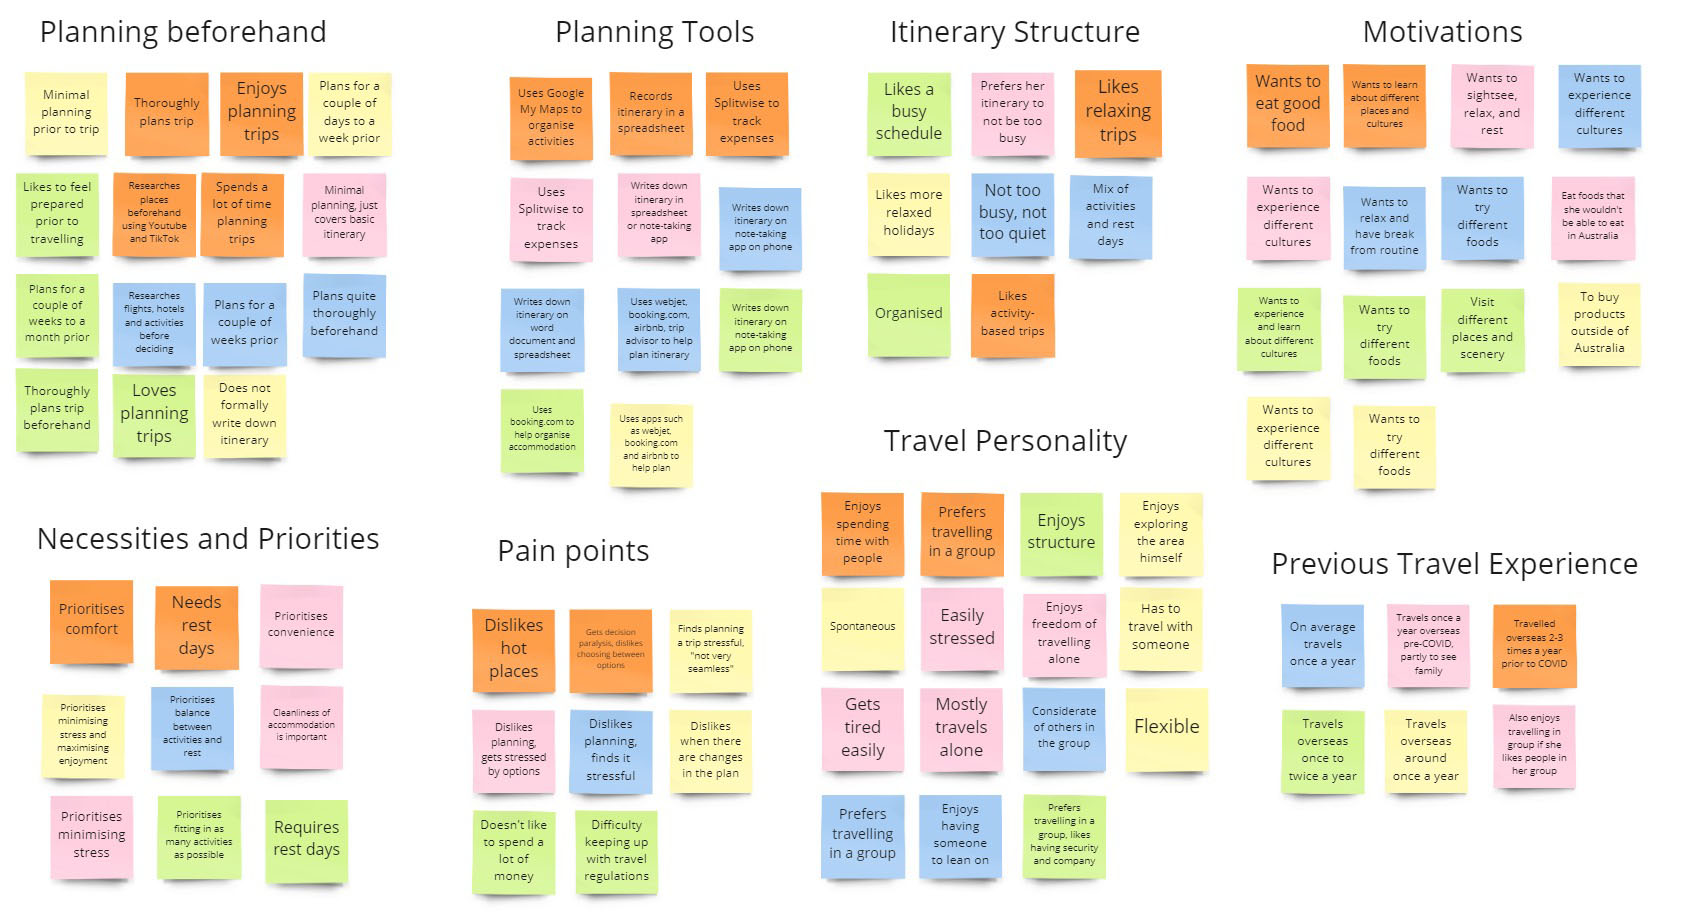 Planning beforehand
Minimal
planning
prior to trip
Thoroughly
plans trip
Enjoys
planning
trips
Plans for a
couple of
days to a
week prior
Likes to feel
prepared
prior to
travelling
Researches
places
beforehand
using Youtube
and TikTok
Spends a
lot of time
planning
trips
Minimal
planning, just
covers basic
itinerary
Plans for a
couple of
weeks to a
month prior
Researches
flights, hotels
and activities
before
deciding
Plans for a
couple of
weeks prior
Plans quite
thoroughly
beforehand
Thoroughly
plans trip
beforehand
Loves
planning
trips
Does not
formally
write down
itinerary
Planning Tools
Uses Google
My Maps to
organise
activities
Records
itinerary in a
spreadsheet
Uses
Splitwise to
track
expenses
Uses
Splitwise to
track
expenses
Writes down
itinerary in
spreadsheet
or note-taking
app
Writes down
itinerary on
note-taking
app on phone
Writes down
itinerary on
word
document and
spreadsheet
Uses webjet,
booking.com,
airbnb, trip
advisor to help
plan itinerary
Writes down
itinerary on
note-taking
app on phone
Uses
booking.com to
help organise
accommodation
Uses apps such
as webjet,
booking.com
and airbnb to
help plan
Itinerary Structure
Likes a
busy
schedule
Prefers her
itinerary to
not be too
busy
Likes
relaxing
trips
Likes more
relaxed
holidays
Not too
busy, not
too quiet
Mix of
activities
and rest
days
Organised
Likes
activity-
based trips
Motivations
Wants to
eat good
food
Wants to learn
about different
places and
cultures
Wants to
sightsee,
relax, and
rest
Wants to
experience
different
cultures
Wants to
experience
different
cultures
Wants to
relax and
have break
from routine
Wants to
try
different
foods
Eat foods that
she wouldn't
be able to eat
in Australia
Wants to
experience
and learn
about different
cultures
Wants to
try
different
foods
Visit
different
places and
scenery
To buy
products
outside of
Australia
Wants to
experience
different
cultures
Wants to
try
different
foods
Necessities and Priorities
Prioritises
comfort
Needs
rest
days
Prioritises
convenience
Prioritises
minimising
stress and
maximising
enjoyment
Prioritises
balance
between
activities and
rest
Cleanliness of
accommodation
is important
Prioritises
minimising
stress
Prioritises
fitting in as
many activities
as possible
Requires
rest days
Pain points
Dislikes
hot
places
Gets decision
paralysis, dislikes
choosing between
options
Finds planning
a trip stressful,
"not very
seamless"
Dislikes
planning,
gets stressed
by options
Dislikes
planning,
finds it
stressful
Dislikes
when there
are changes
in the plan
Doesn't like
to spend a
lot of
money
Difficulty
keeping up
with travel
regulations
Travel Personality
Enjoys
spending
time with
people
Prefers
travelling
in a group
Enjoys
structure
Enjoys
exploring
the area
himself
Spontaneous
Easily
stressed
Enjoys
freedom of
travelling
alone
Has to
travel with
someone
Gets
tired
easily
Mostly
travels
alone
Considerate
of others in
the group
Flexible
Prefers
travelling
in a group
Enjoys
having
someone
to lean on
Prefers
travelling in a
group, likes
having security
and company
Previous Travel Experience
On average
travels
once a year
Travels once a
year overseas
pre-COVID,
partly to see
family
Travelled
overseas 2-3
times a year
prior to COVID
Travels
overseas
once to
twice a year
Travels
overseas
around
once a year
Also enjoys
travelling in
group if she
likes people in
her group